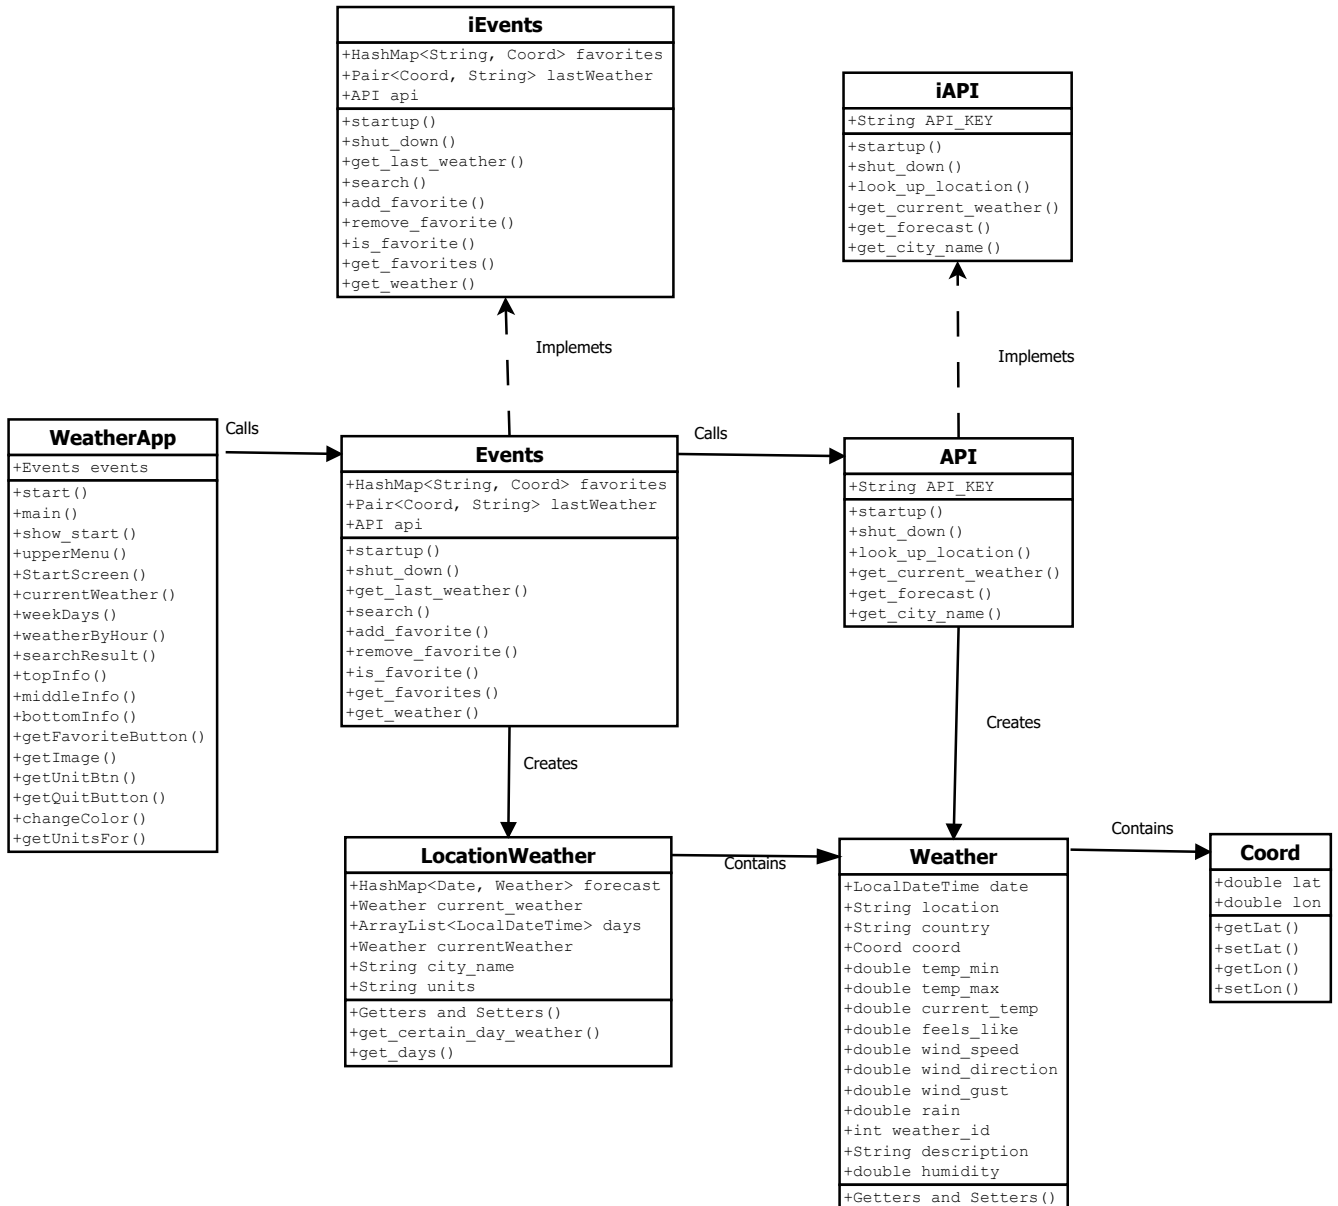 iEvents
+HashMap<String, Coord> favorites
+Pair<Coord, String> lastWeather
+API api
+startup()
+shut_down()
+get_last_weather()
+search()
+add_favorite()
+remove_favorite()
+is_favorite()
+get_favorites()
+get_weather()
iAPI
+String API_KEY
+startup()
+shut_down()
+look_up_location()
+get_current_weather()
+get_forecast()
+get_city_name()
Implemets
Implemets
WeatherApp
+Events events
+start()
+main()
+show_start()
+upperMenu()
+StartScreen()
+currentWeather()
+weekDays()
+weatherByHour()
+searchResult()
+topInfo()
+middleInfo()
+bottomInfo()
+getFavoriteButton()
+getImage()
+getUnitBtn()
+getQuitButton()
+changeColor()
+getUnitsFor()
Calls
Events
+HashMap<String, Coord> favorites
+Pair<Coord, String> lastWeather
+API api
+startup()
+shut_down()
+get_last_weather()
+search()
+add_favorite()
+remove_favorite()
+is_favorite()
+get_favorites()
+get_weather()
Calls
API
+String API_KEY
+startup()
+shut_down()
+look_up_location()
+get_current_weather()
+get_forecast()
+get_city_name()
Creates
Creates
LocationWeather
+HashMap<Date, Weather> forecast
+Weather current_weather
+ArrayList<LocalDateTime> days
+Weather currentWeather
+String city_name
+String units
+Getters and Setters()
+get_certain_day_weather()
+get_days()
Contains
Weather
+LocalDateTime date
+String location
+String country
+Coord coord
+double temp_min
+double temp_max
+double current_temp
+double feels_like
+double wind_speed
+double wind_direction
+double wind_gust
+double rain
+int weather_id
+String description
+double humidity
+Getters and Setters()
Contains
Coord
+double lat
+double lon
+getLat()
+setLat()
+getLon()
+setLon()